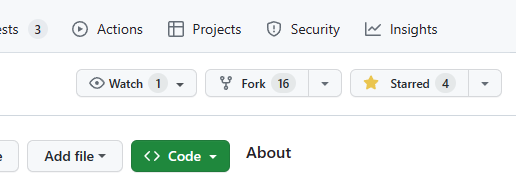 ests 3 Actions Projects Security Insights
Watch 1 Fork 16 Starred 4
e Add file Code About